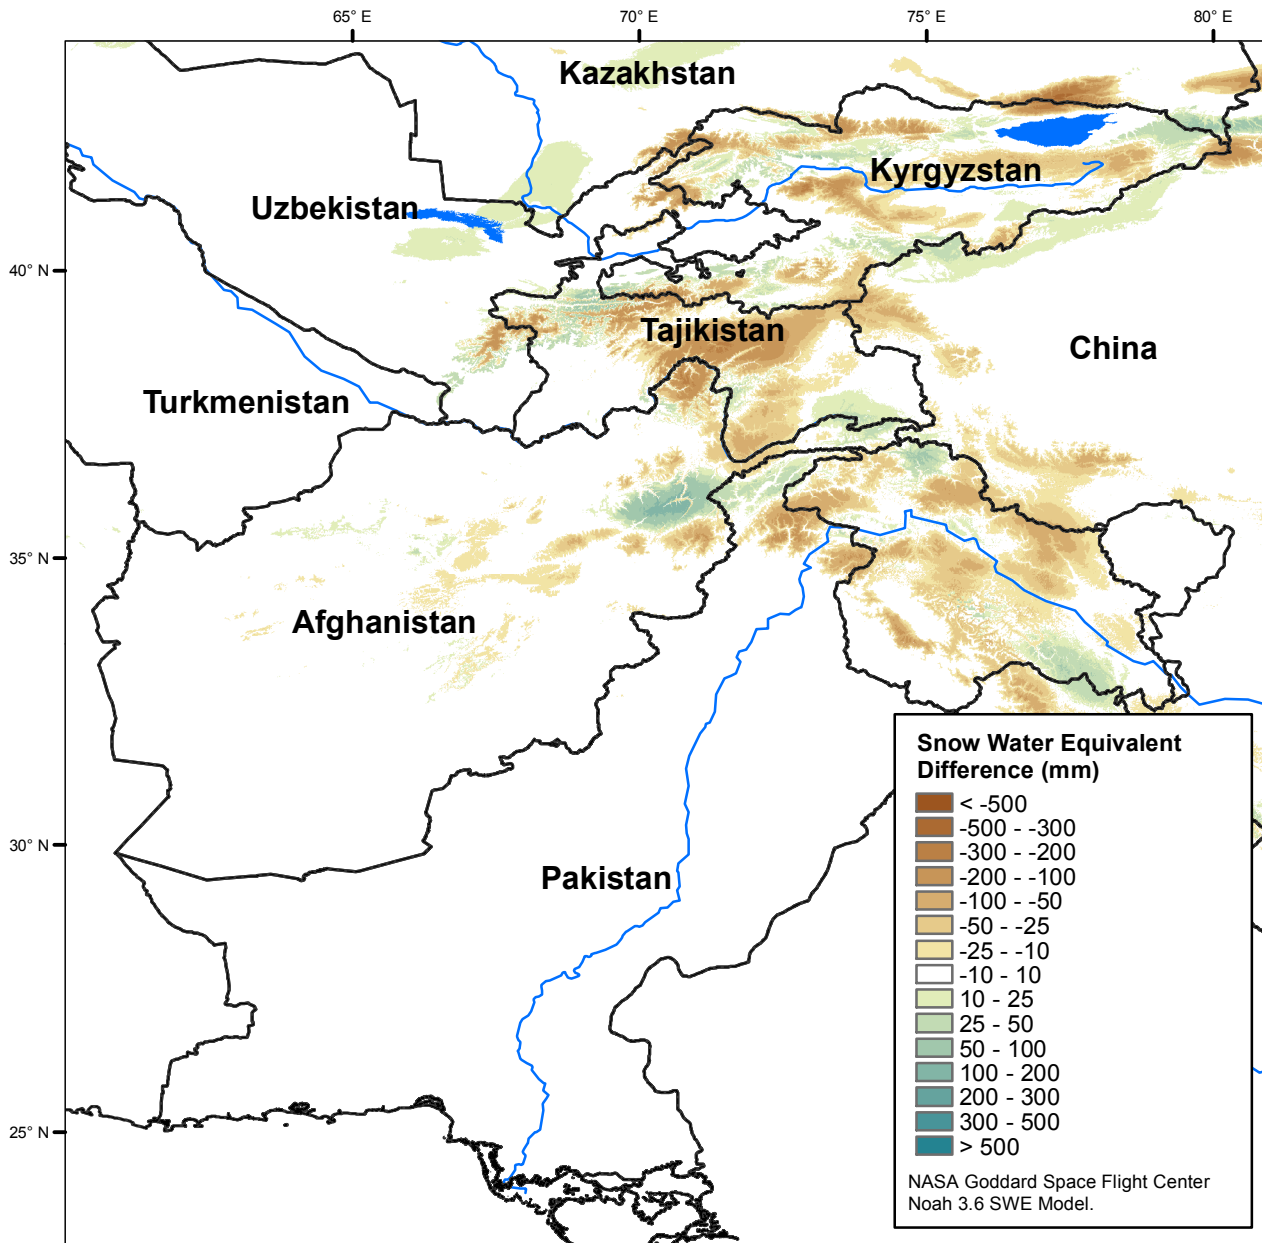 65° E
70° E
75° E
80° E
Kazakhstan
Kyrgyzstan
Uzbekistan
40° N
Tajikistan
China
Turkmenistan
35° N
Afghanistan
30° N
Pakistan
25° N
Snow Water Equivalent
Difference (mm)
< -500
-500 - -300
-300 - -200
-200 - -100
-100 - -50
-50 - -25
-25 - -10
-10 - 10
10 - 25
25 - 50
50 - 100
100 - 200
200 - 300
300 - 500
> 500
NASA Goddard Space Flight Center
Noah 3.6 SWE Model.